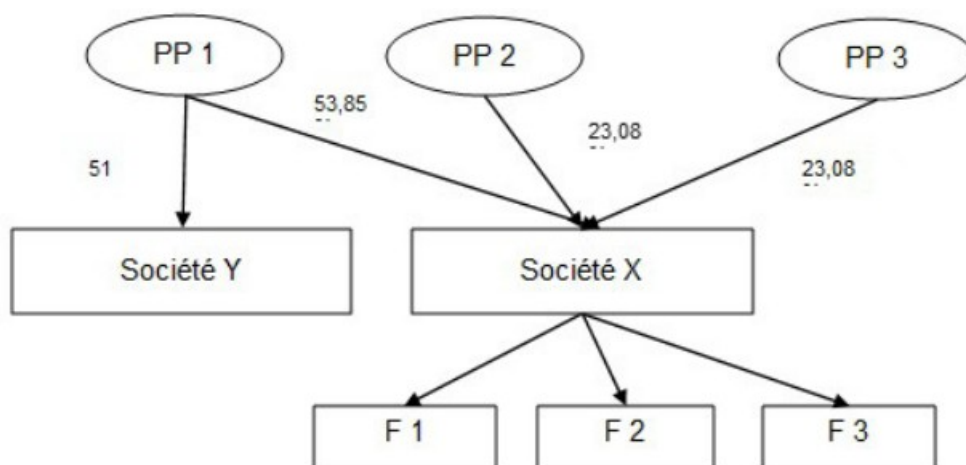 PP 1
PP 2
PP 3
53,85
23,08
51
23,08
Société Y
Société X
F 1
F 2
F 3